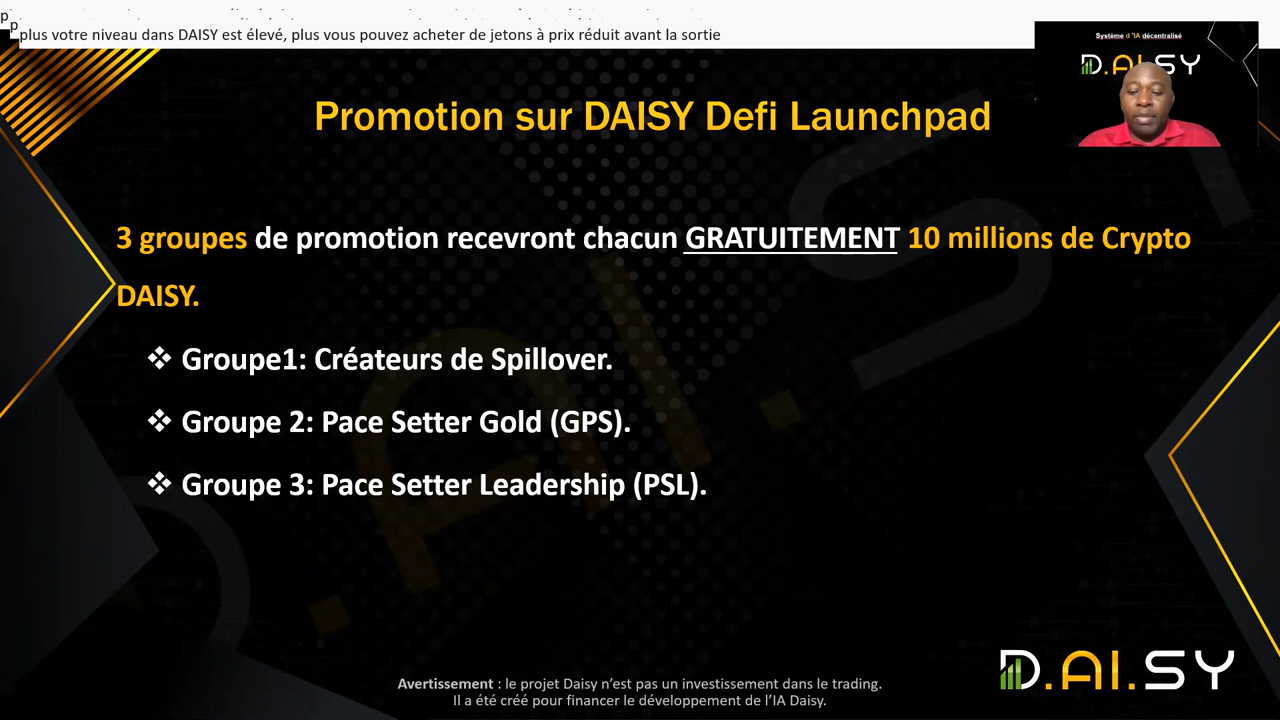 plus votre niveau dans DAISY est élevé, plus vous pouvez acheter de jetons à prix réduit avant la sortie
Système d 'IA décentralisé
D.AI.SY
Promotion sur DAISY Defi Launchpad
3 groupes de promotion recevront chacun GRATUITEMENT 10 millions de Crypto
DAISY.
❖ Groupe1: Créateurs de Spillover.
❖ Groupe 2: Pace Setter Gold (GPS).
❖ Groupe 3: Pace Setter Leadership (PSL).
D.AI.SY
Avertissement : le projet Daisy n'est pas un investissement dans le trading.
Il a été créé pour financer le développement de l'IA Daisy.